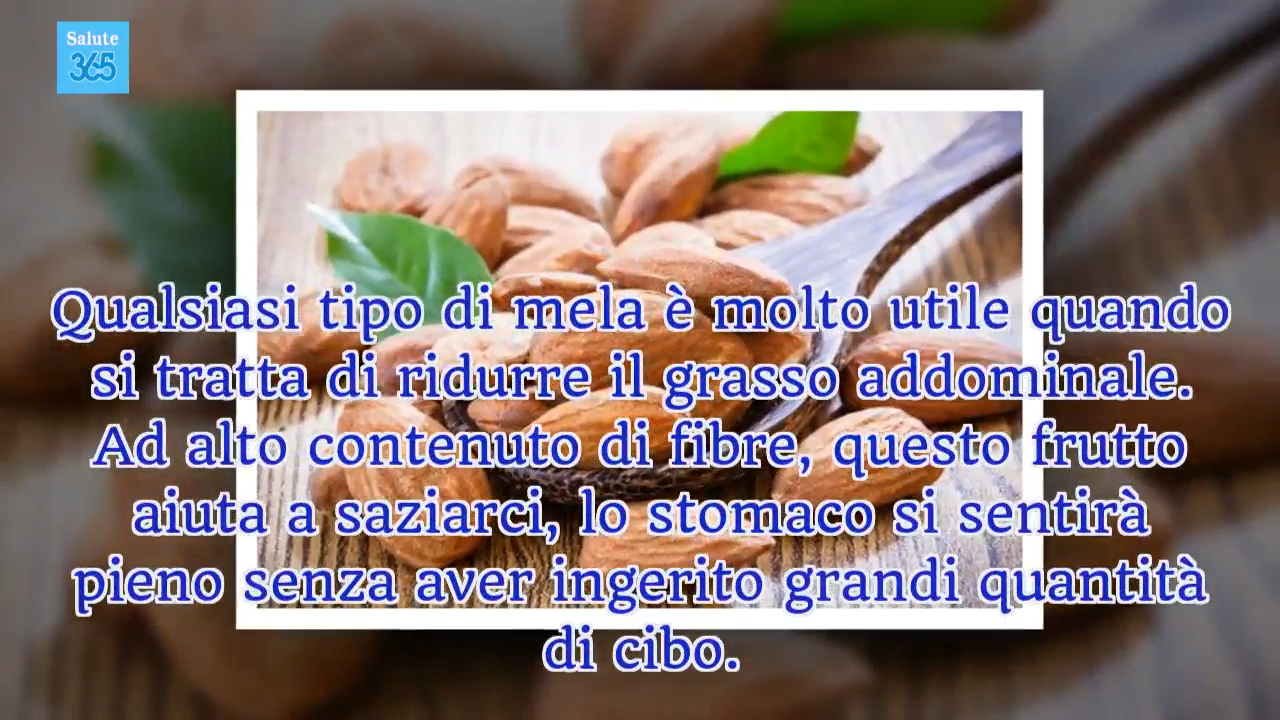 Salute
365
Qualsiasi tipo di mela è molto utile quando
si tratta di ridurre il grasso addominale.
Ad alto contenuto di fibre, questo frutto
aiuta a saziarci, lo stomaco si sentirà
pieno senza aver ingerito grandi quantità
di cibo.